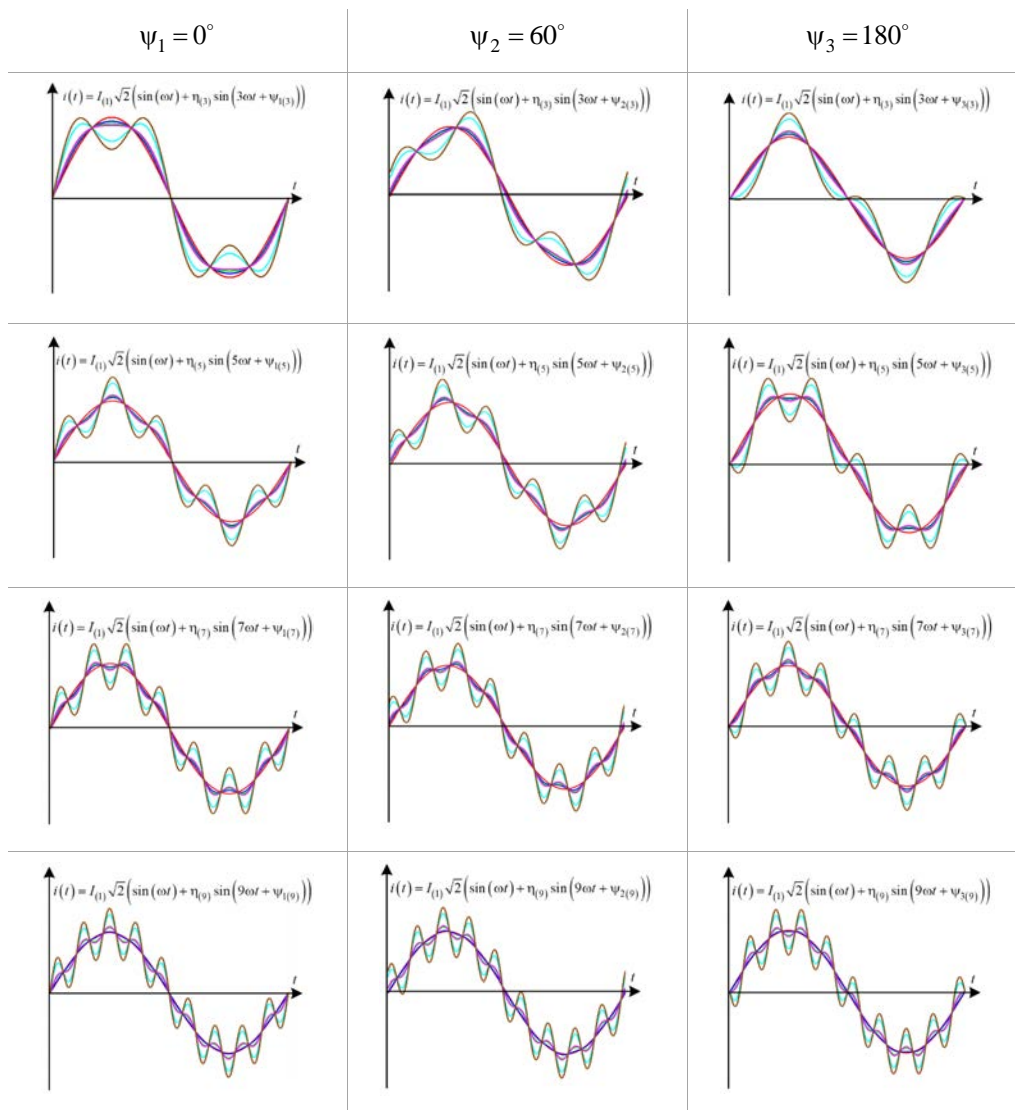 ψ₁ = 0°
ψ₂ = 60°
ψ₃ = 180°
i(t) = I₍₁₎√2(sin(ωt) + η₍₃₎ sin(3ωt + ψ₁₍₃₎))
t
i(t) = I₍₁₎√2(sin(ωt) + η₍₃₎ sin(3ωt + ψ₂₍₃₎))
t
i(t) = I₍₁₎√2(sin(ωt) + η₍₃₎ sin(3ωt + ψ₃₍₃₎))
t
i(t) = I₍₁₎√2(sin(ωt) + η₍₅₎ sin(5ωt + ψ₁₍₅₎))
t
i(t) = I₍₁₎√2(sin(ωt) + η₍₅₎ sin(5ωt + ψ₂₍₅₎))
t
i(t) = I₍₁₎√2(sin(ωt) + η₍₅₎ sin(5ωt + ψ₃₍₅₎))
t
i(t) = I₍₁₎√2(sin(ωt) + η₍₇₎ sin(7ωt + ψ₁₍₇₎))
t
i(t) = I₍₁₎√2(sin(ωt) + η₍₇₎ sin(7ωt + ψ₂₍₇₎))
t
i(t) = I₍₁₎√2(sin(ωt) + η₍₇₎ sin(7ωt + ψ₃₍₇₎))
t
i(t) = I₍₁₎√2(sin(ωt) + η₍₉₎ sin(9ωt + ψ₁₍₉₎))
t
i(t) = I₍₁₎√2(sin(ωt) + η₍₉₎ sin(9ωt + ψ₂₍₉₎))
t
i(t) = I₍₁₎√2(sin(ωt) + η₍₉₎ sin(9ωt + ψ₃₍₉₎))
t